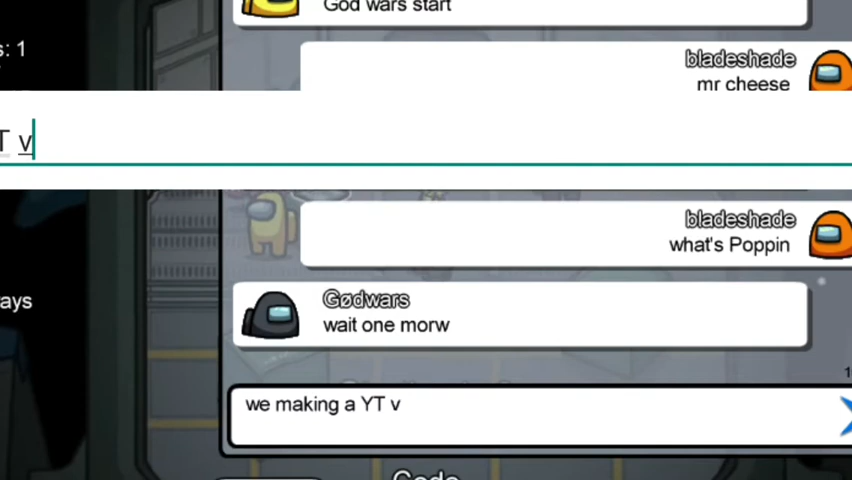 God wars start
s: 1
bladeshade
mr cheese
T v
bladeshade
what's Poppin
ays
Gødwars
wait one morw
1
we making a YT v
Code